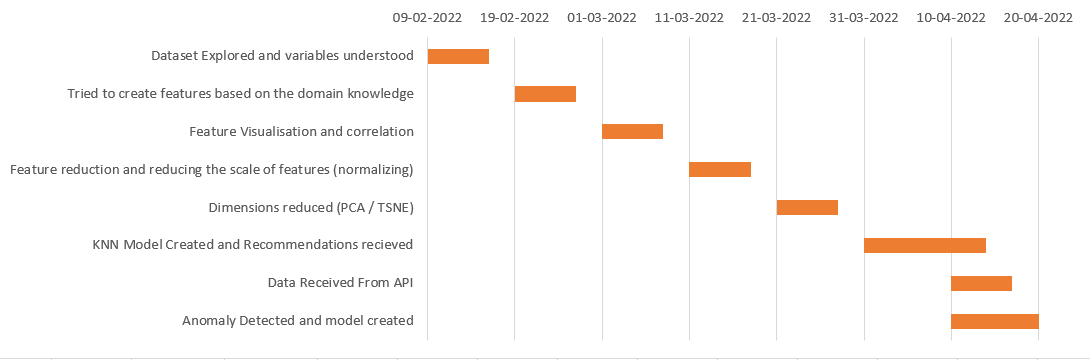 09-02-2022 19-02-2022 01-03-2022 11-03-2022 21-03-2022 31-03-2022 10-04-2022 20-04-2022
Dataset Explored and variables understood
Tried to create features based on the domain knowledge
Feature Visualisation and correlation
Feature reduction and reducing the scale of features (normalizing)
Dimensions reduced (PCA / TSNE)
KNN Model Created and Recommendations recieved
Data Received From API
Anomaly Detected and model created